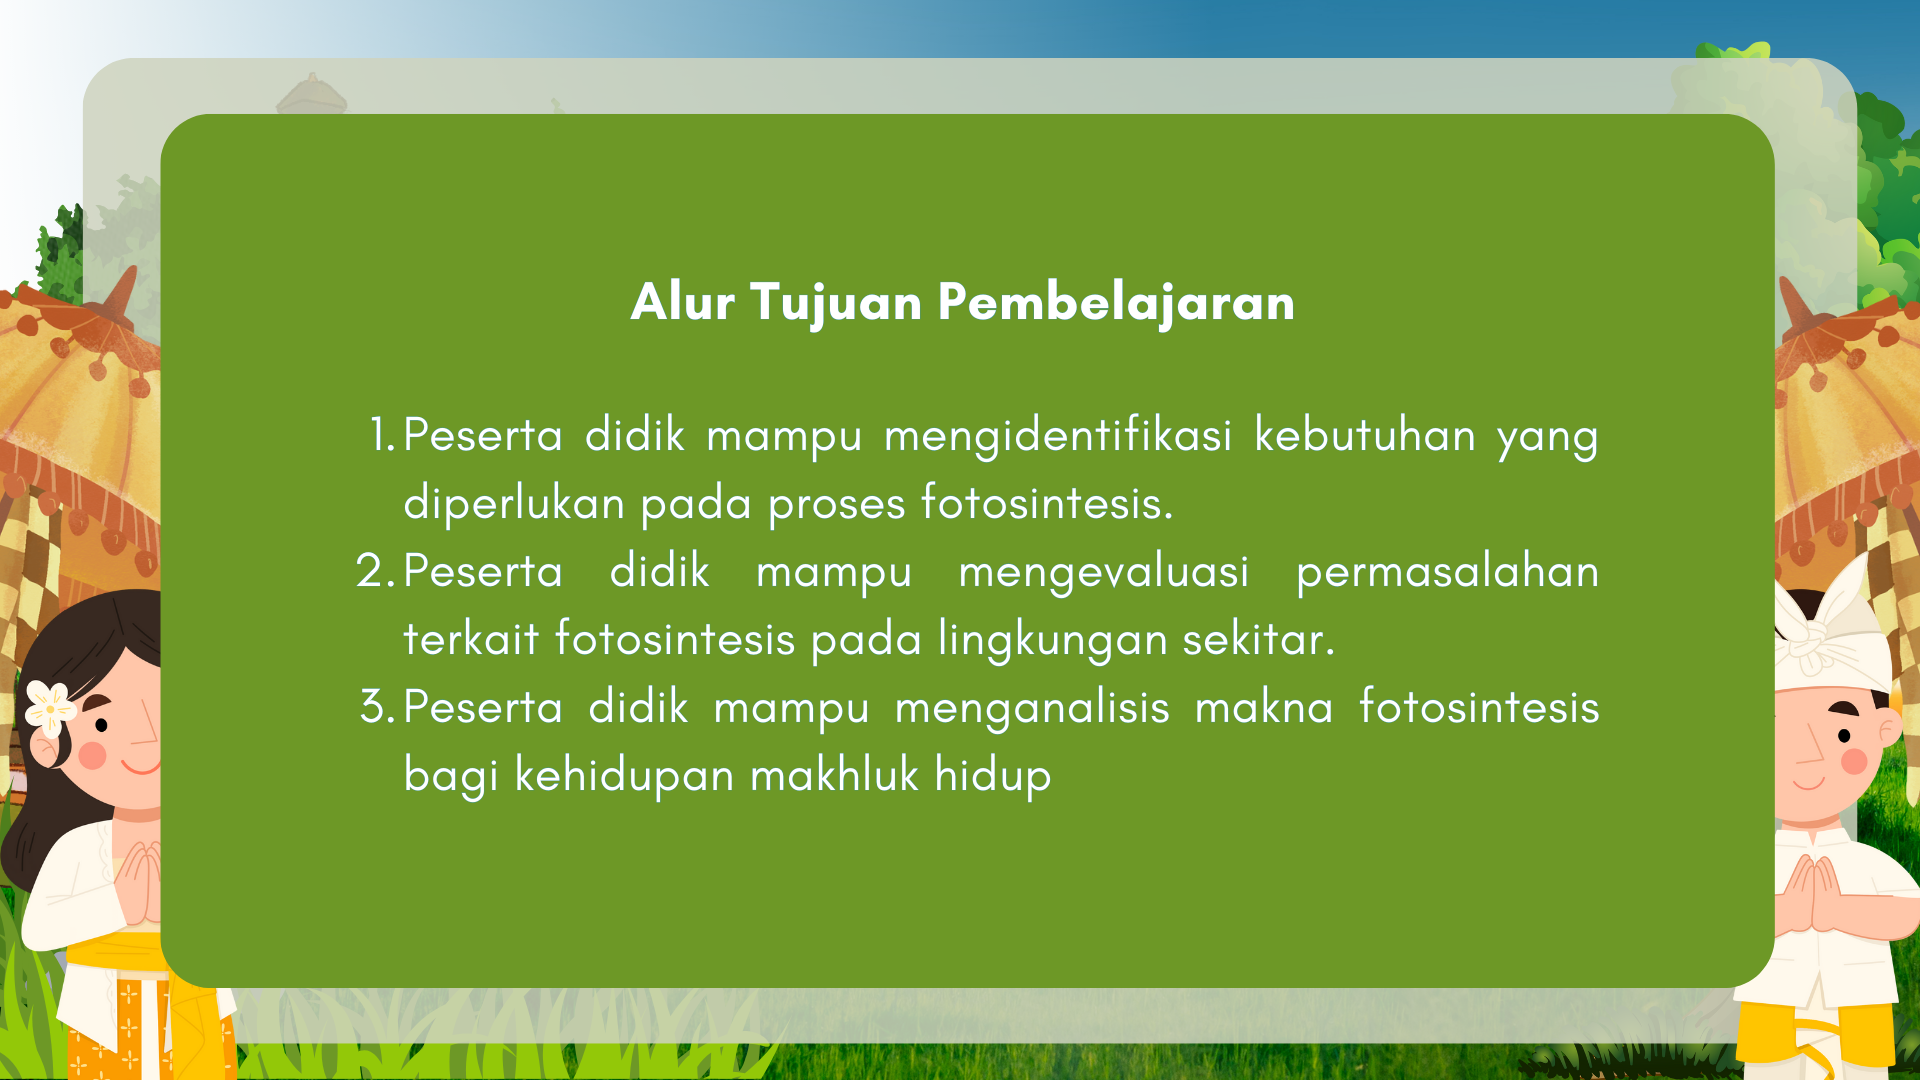 Alur Tujuan Pembelajaran
1. Peserta didik mampu mengidentifikasi kebutuhan yang
diperlukan pada proses fotosintesis.
2. Peserta didik mampu mengevaluasi permasalahan
terkait fotosintesis pada lingkungan sekitar.
3. Peserta didik mampu menganalisis makna fotosintesis
bagi kehidupan makhluk hidup